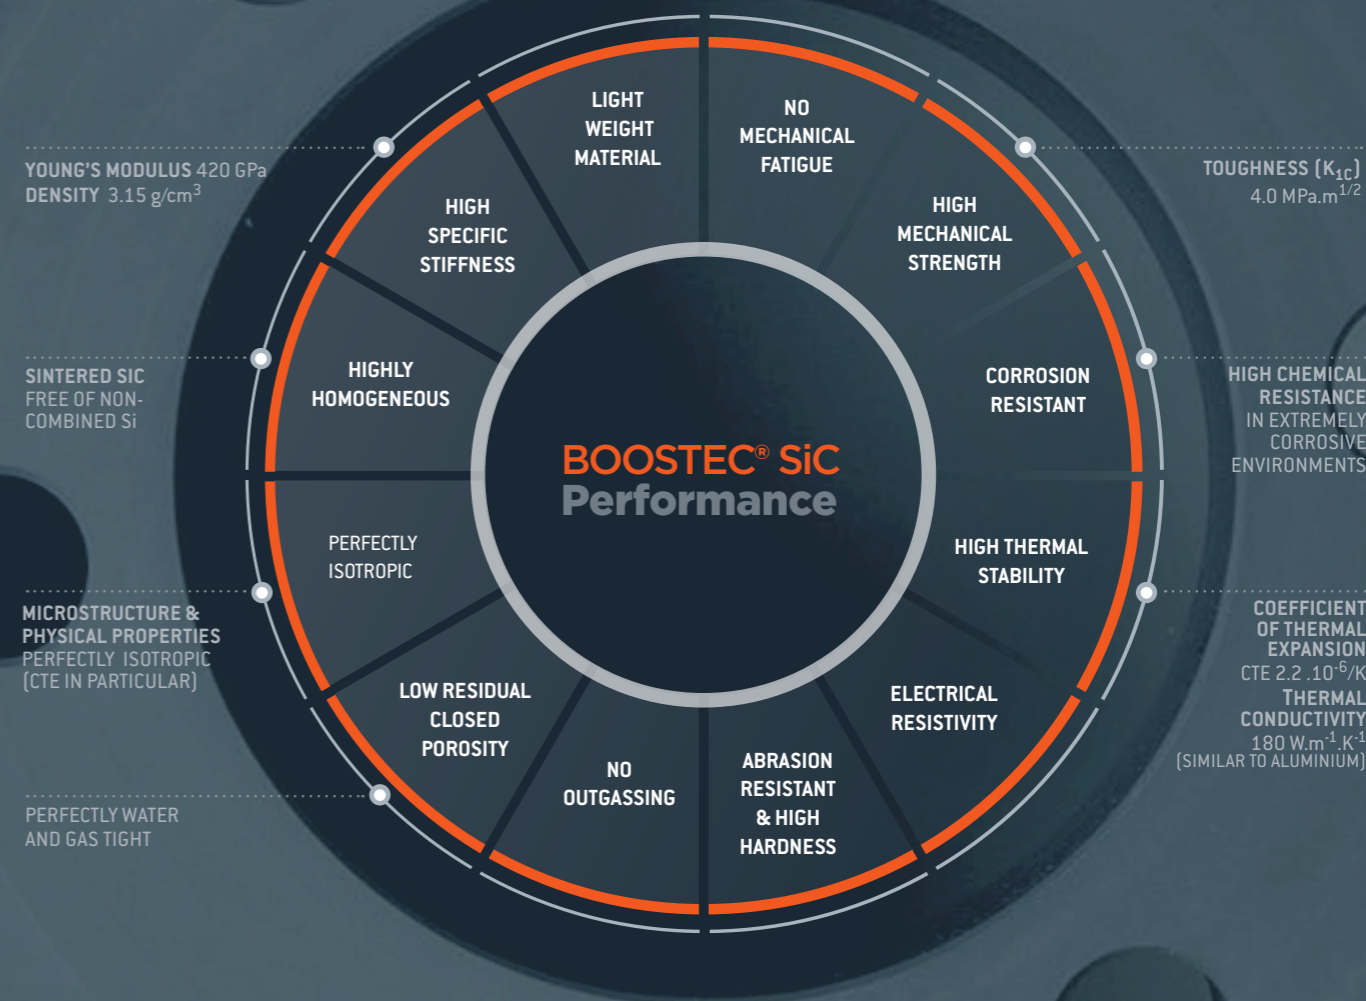 LIGHT
WEIGHT
MATERIAL
NO
MECHANICAL
FATIGUE
HIGH
MECHANICAL
STRENGTH
CORROSION
RESISTANT
HIGH THERMAL
STABILITY
ELECTRICAL
RESISTIVITY
ABRASION
RESISTANT
& HIGH
HARDNESS
NO
OUTGASSING
LOW RESIDUAL
CLOSED
POROSITY
PERFECTLY
ISOTROPIC
HIGHLY
HOMOGENEOUS
HIGH
SPECIFIC
STIFFNESS
BOOSTEC® SiC
Performance
YOUNG'S MODULUS 420 GPa
DENSITY 3.15 g/cm³
SINTERED SIC
FREE OF NON-
COMBINED Si
MICROSTRUCTURE &
PHYSICAL PROPERTIES
PERFECTLY ISOTROPIC
(CTE IN PARTICULAR)
PERFECTLY WATER
AND GAS TIGHT
TOUGHNESS (K₁C)
4.0 MPa.m¹/²
HIGH CHEMICAL
RESISTANCE
IN EXTREMELY
CORROSIVE
ENVIRONMENTS
COEFFICIENT
OF THERMAL
EXPANSION
CTE 2.2 .10⁻⁶/K
THERMAL
CONDUCTIVITY
180 W.m⁻¹.K⁻¹
(SIMILAR TO ALUMINIUM)